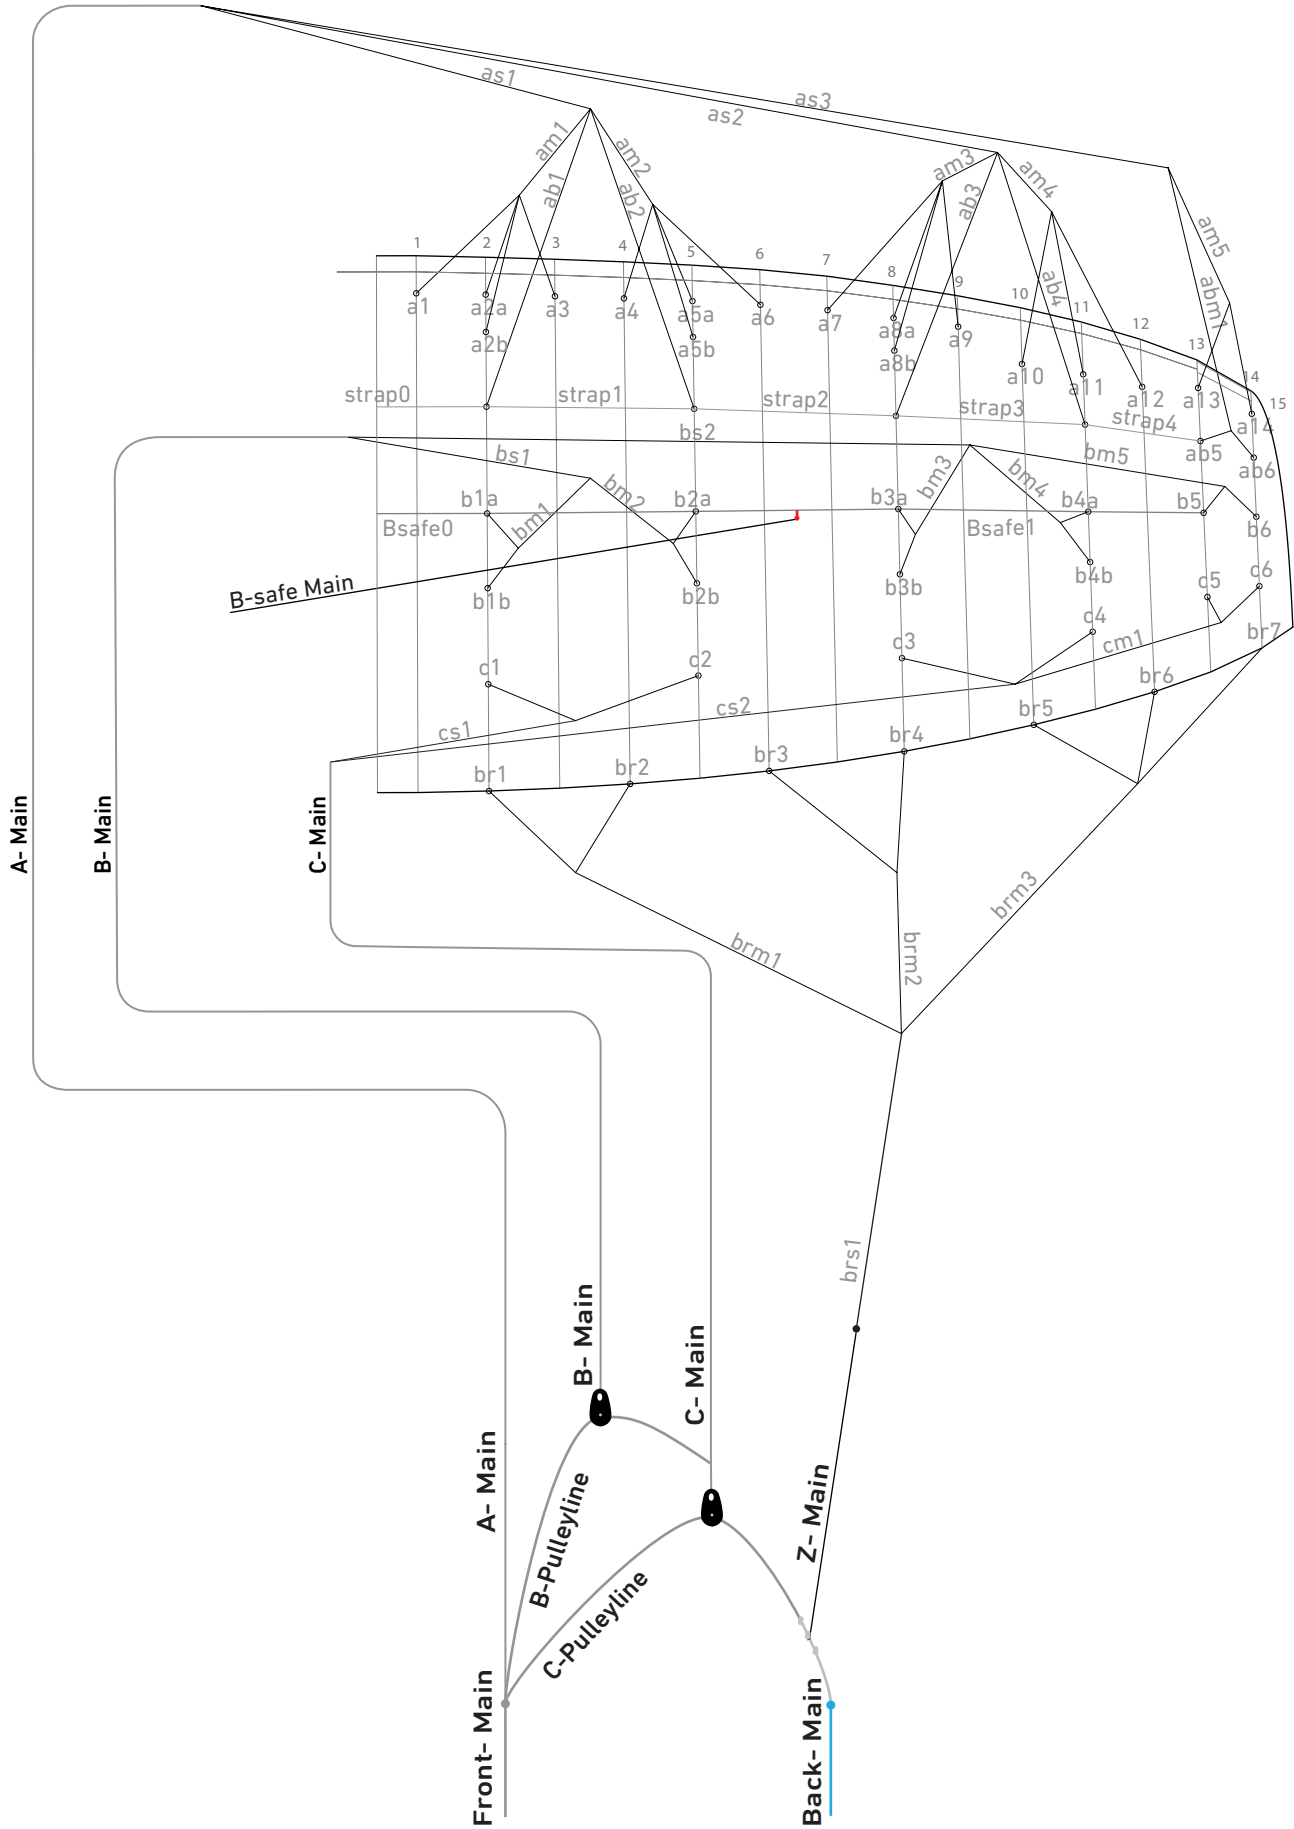 as1
as2
as3
am1
am2
am3
am4
am5
ab1
ab2
ab3
ab4
abm1
1
2
3
4
5
6
7
8
9
10
11
12
13
14
15
a1
a2a
a2b
a3
a4
a5a
a5b
a6
a7
a8a
a8b
a9
a10
a11
a12
a13
a14
strap0
strap1
strap2
strap3
strap4
ab5
ab6
bs1
bs2
bm1
bm2
bm3
bm4
bm5
b1a
b2a
b3a
b4a
b5
b6
Bsafe0
Bsafe1
B-safe Main
b1b
b2b
b3b
b4b
c1
c2
c3
c4
c5
c6
cm1
cs1
cs2
br1
br2
br3
br4
br5
br6
br7
A- Main
B- Main
C- Main
brm1
brm2
brm3
brs1
B- Main
C- Main
A- Main
Z- Main
B-Pulleyline
C-Pulleyline
Front- Main
Back- Main